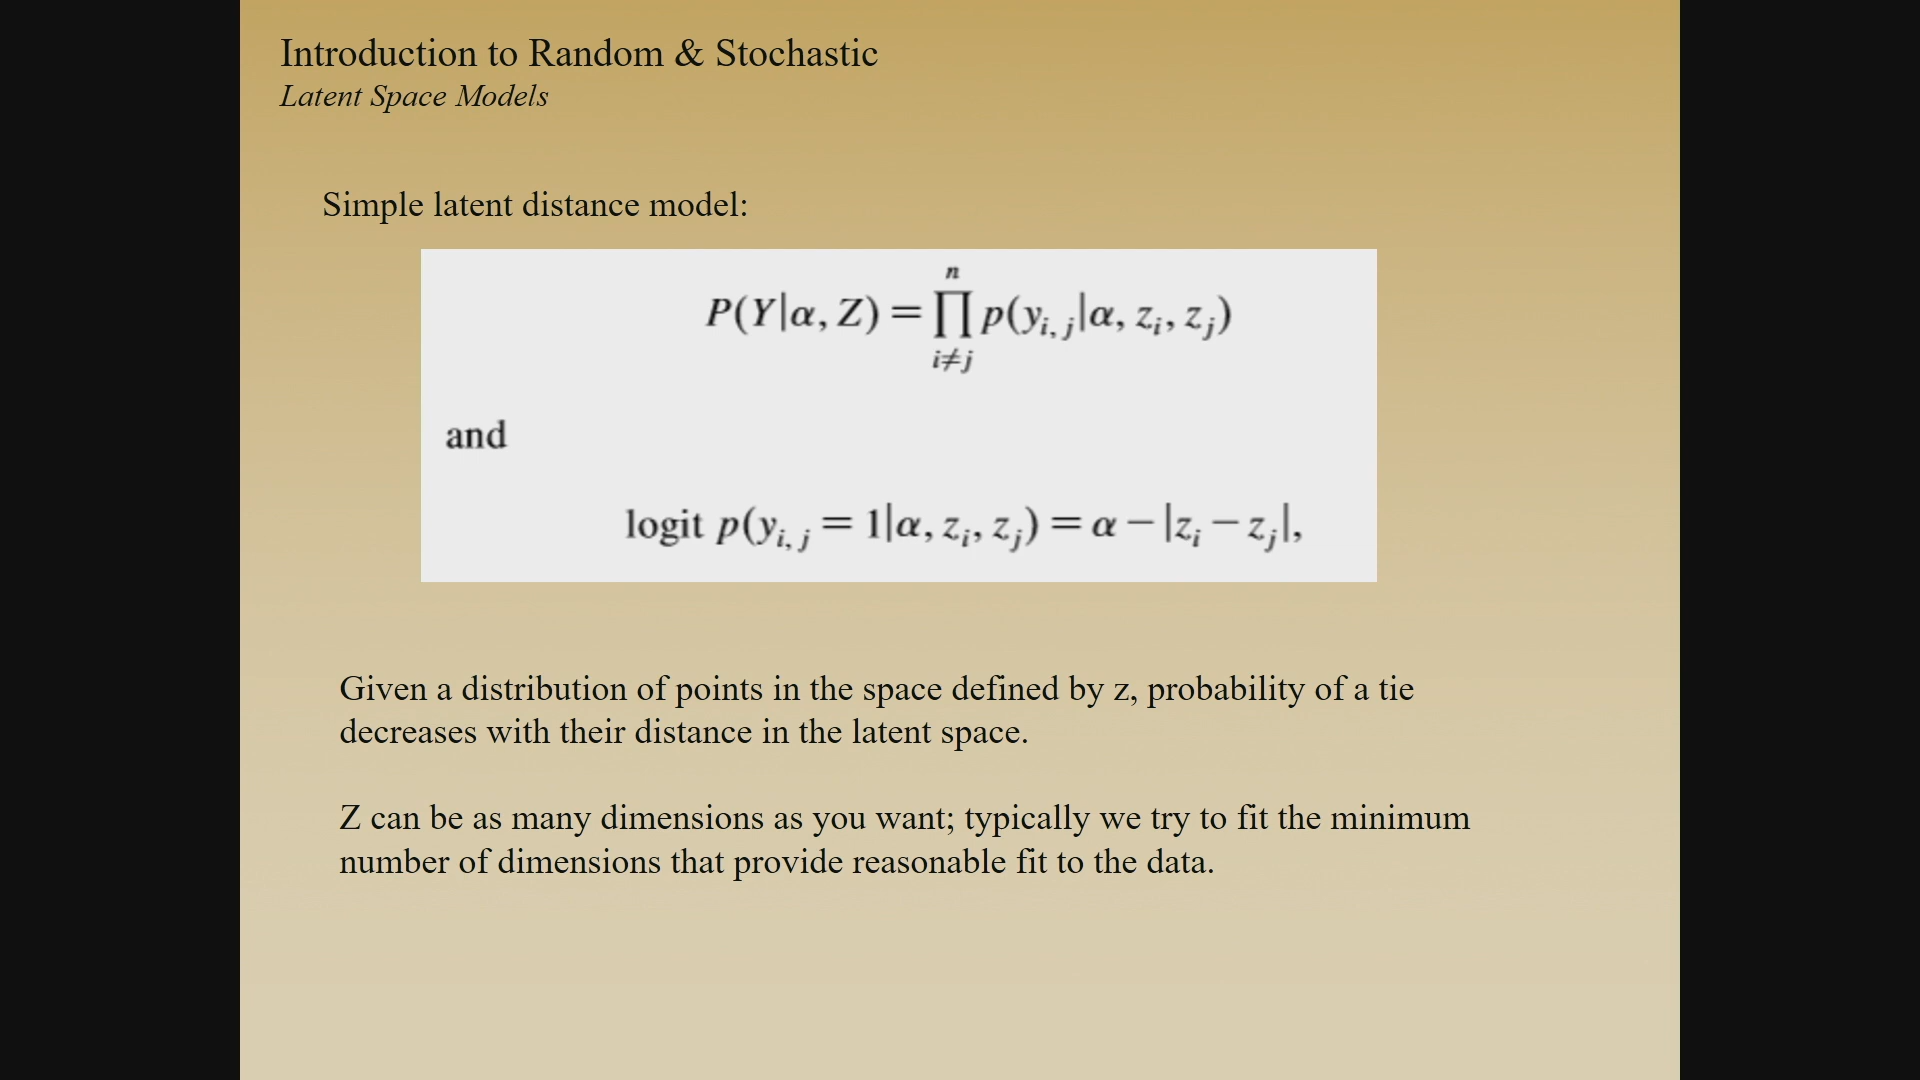 Introduction to Random & Stochastic
Latent Space Models
Simple latent distance model:
n
P(Y|α, Z) = ∏ p(y_{i, j}|α, z_i, z_j)
i≠j
and
logit p(y_{i, j} = 1|α, z_i, z_j) = α − |z_i − z_j|,
Given a distribution of points in the space defined by z, probability of a tie
decreases with their distance in the latent space.
Z can be as many dimensions as you want; typically we try to fit the minimum
number of dimensions that provide reasonable fit to the data.